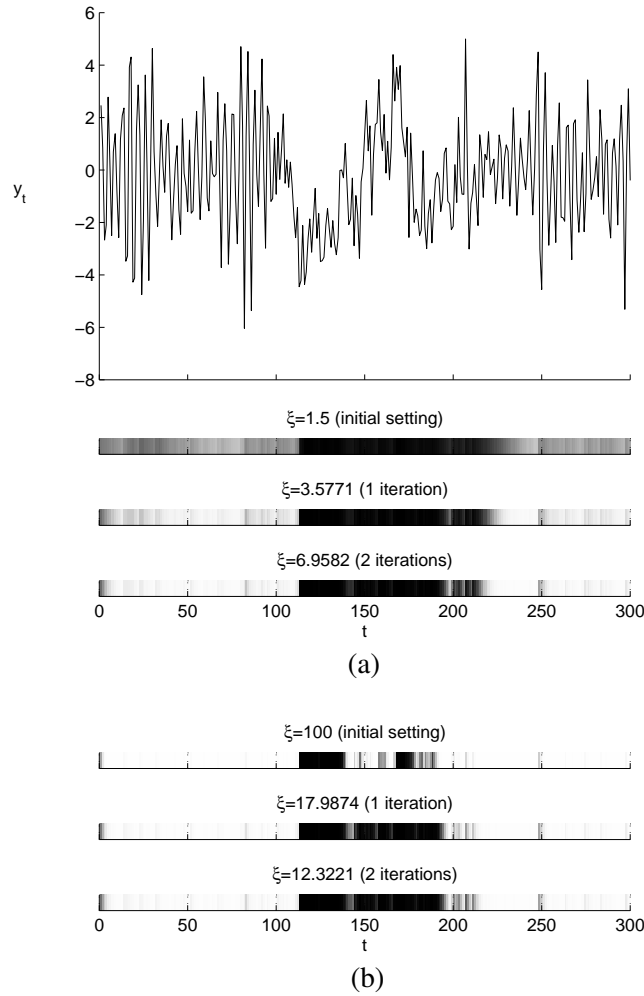 6
4
2
0
y_t
−2
−4
−6
−8
ξ=1.5 (initial setting)
ξ=3.5771 (1 iteration)
ξ=6.9582 (2 iterations)
0 50 100 150 200 250 300
t
(a)
ξ=100 (initial setting)
ξ=17.9874 (1 iteration)
ξ=12.3221 (2 iterations)
0 50 100 150 200 250 300
t
(b)